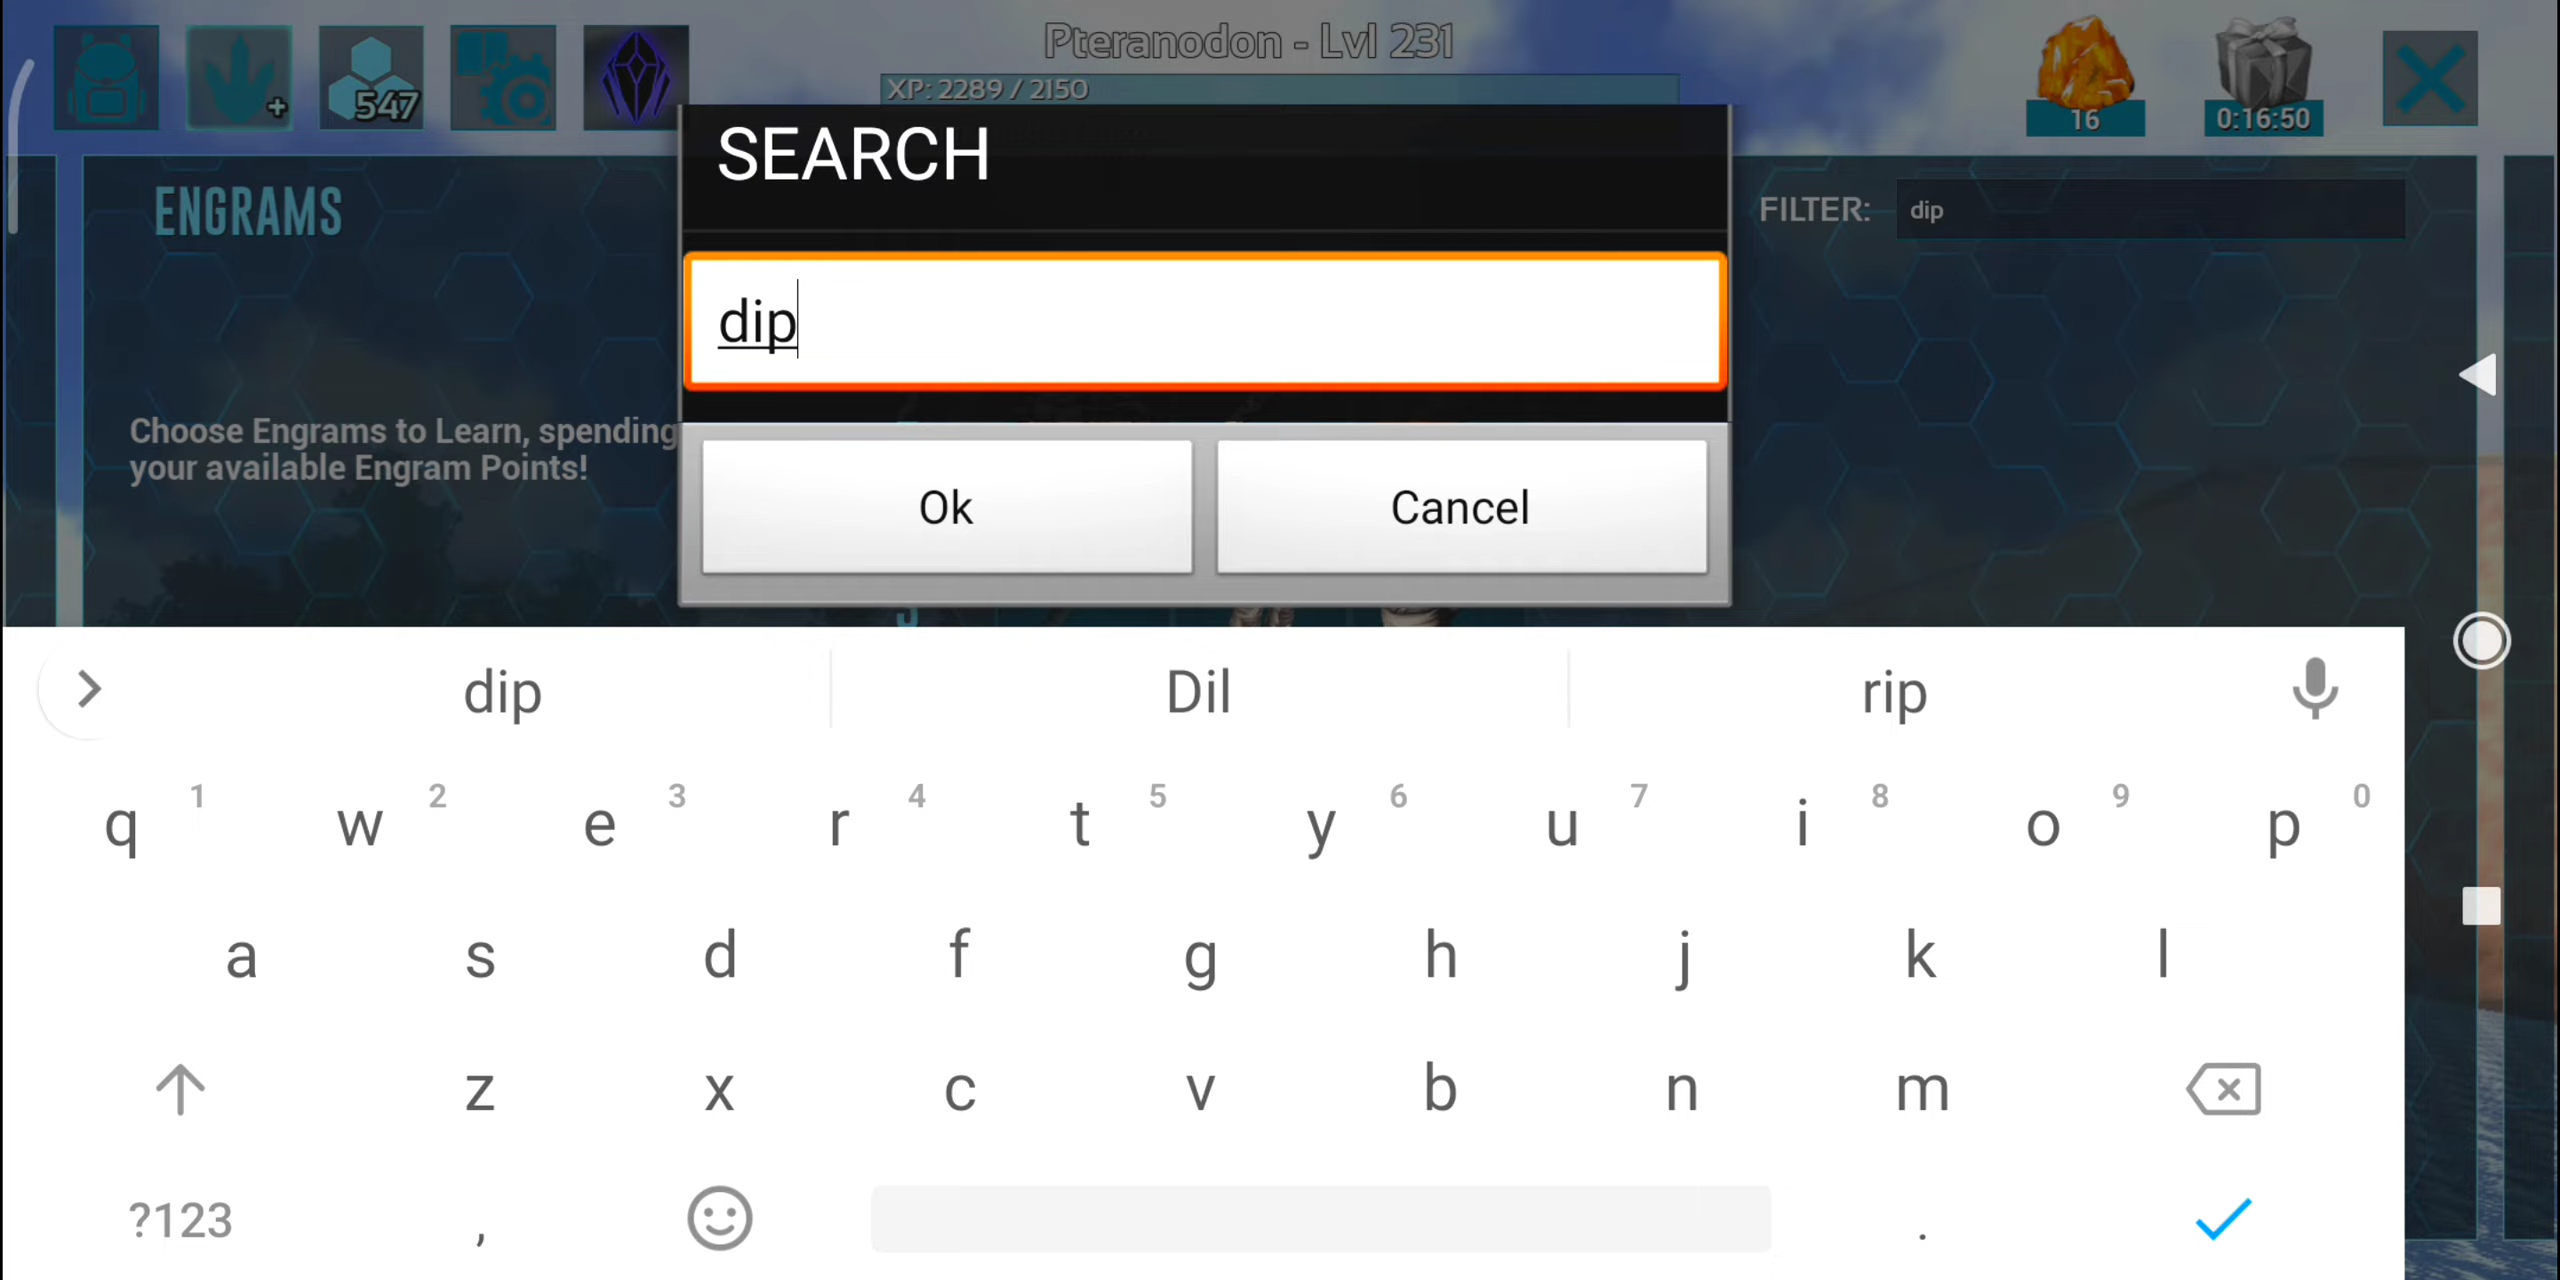 Pteranodon - Lvl 231
547
XP: 2289 / 2150
16
0:16:50
SEARCH
ENGRAMS
FILTER: dip
dip
Choose Engrams to Learn, spending
your available Engram Points!
Ok Cancel
dip Dil rip
q 1 w 2 e 3 r 4 t 5 y 6 u 7 i 8 o 9 p 0
a s d f g h j k l
z x c v b n m
?123 , .